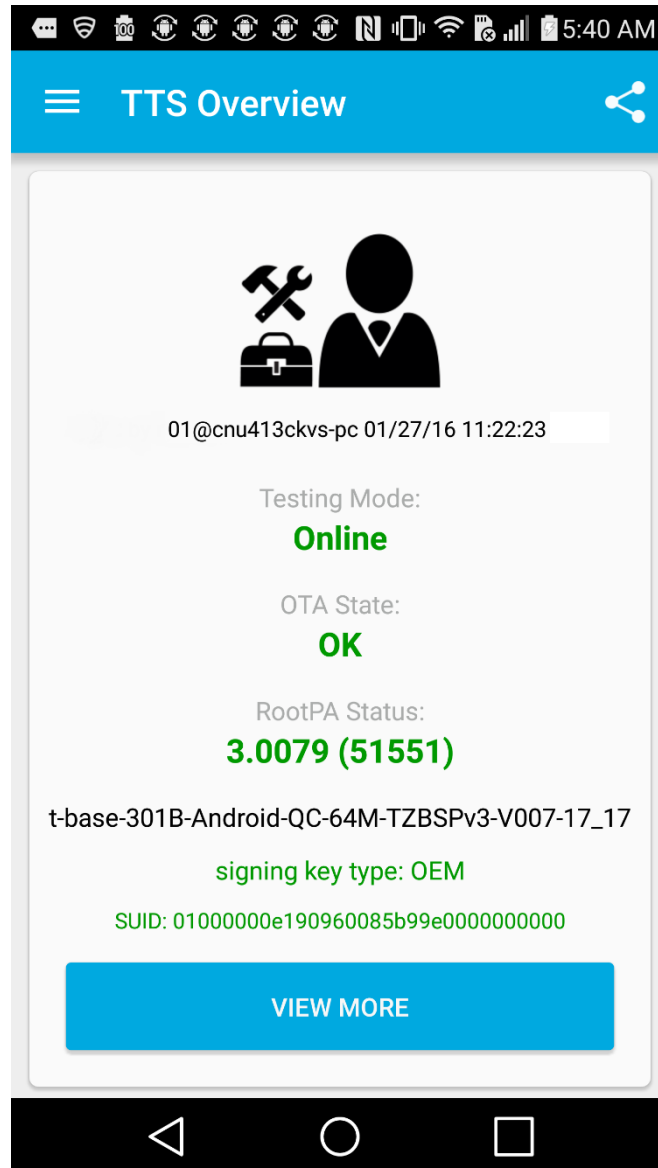 100
5:40 AM
TTS Overview
01@cnu413ckvs-pc 01/27/16 11:22:23
Testing Mode:
Online
OTA State:
OK
RootPA Status:
3.0079 (51551)
t-base-301B-Android-QC-64M-TZBSPv3-V007-17_17
signing key type: OEM
SUID: 01000000e190960085b99e0000000000
VIEW MORE